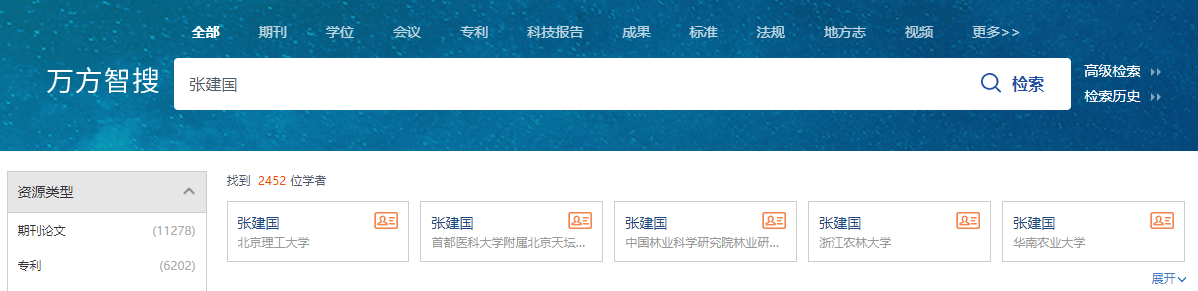 全部 期刊 学位 会议 专利 科技报告 成果 标准 法规 地方志 视频 更多>>
万方智搜 张建国 检索
高级检索
检索历史
资源类型
期刊论文 (11278)
专利 (6202)
找到 2452 位学者
张建国
北京理工大学
张建国
首都医科大学附属北京天坛...
张建国
中国林业科学研究院林业研...
张建国
浙江农林大学
张建国
华南农业大学
展开